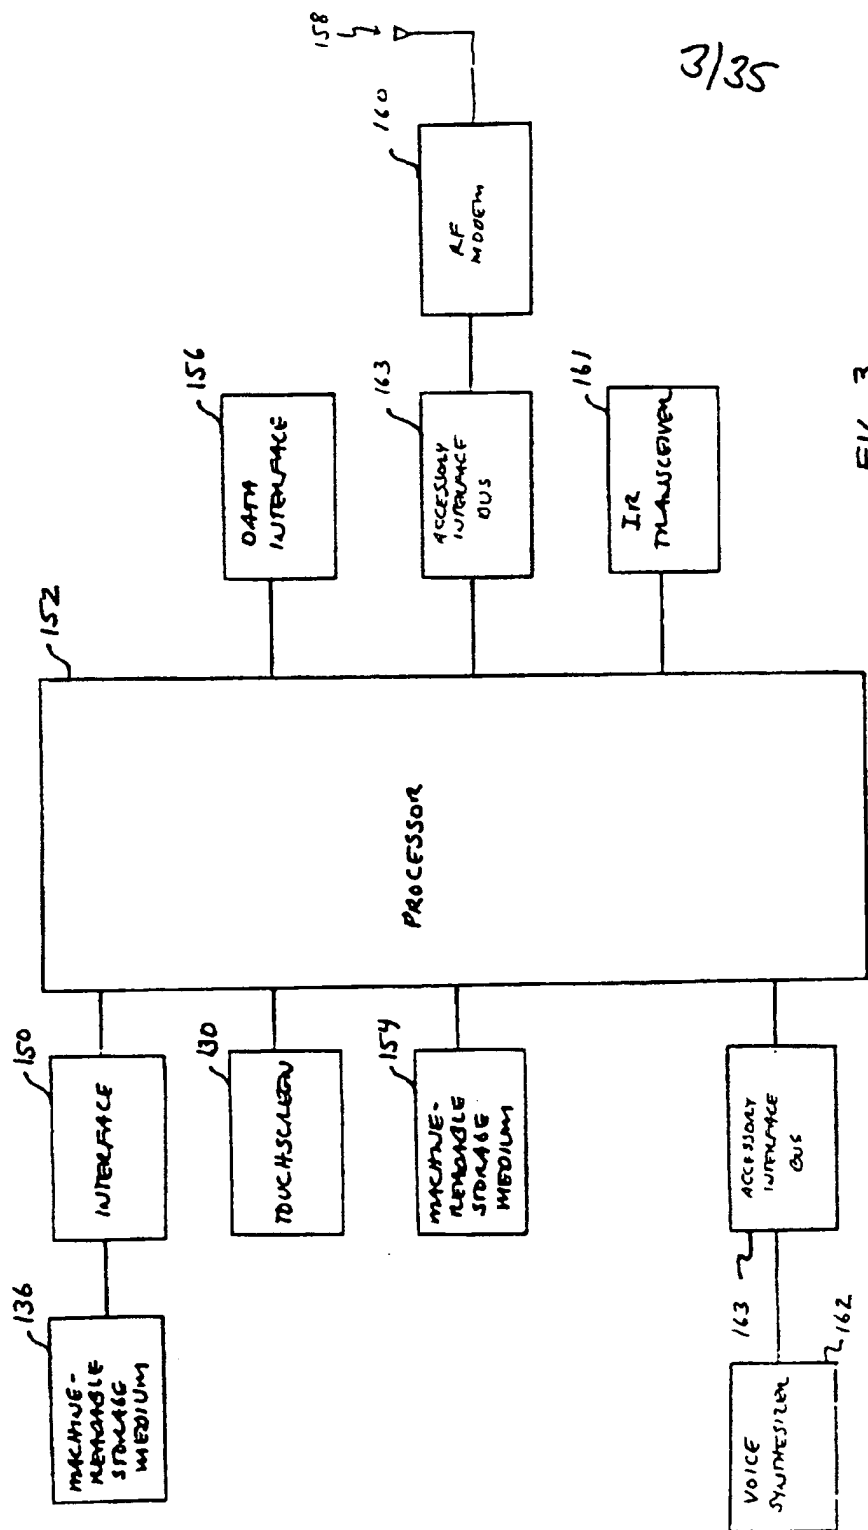 3/35
136
MACHINE-
READABLE
STORAGE
MEDIUM
150
INTERFACE
130
TOUCHSCREEN
154
MACHINE-
READABLE
STORAGE
MEDIUM
162
VOICE
SYNTHESIZER
163
ACCESSORY
INTERFACE
BUS
152
PROCESSOR
156
DATA
INTERFACE
163
ACCESSORY
INTERFACE
BUS
160
RF
MODEM
158
161
IR
TRANSCEIVER